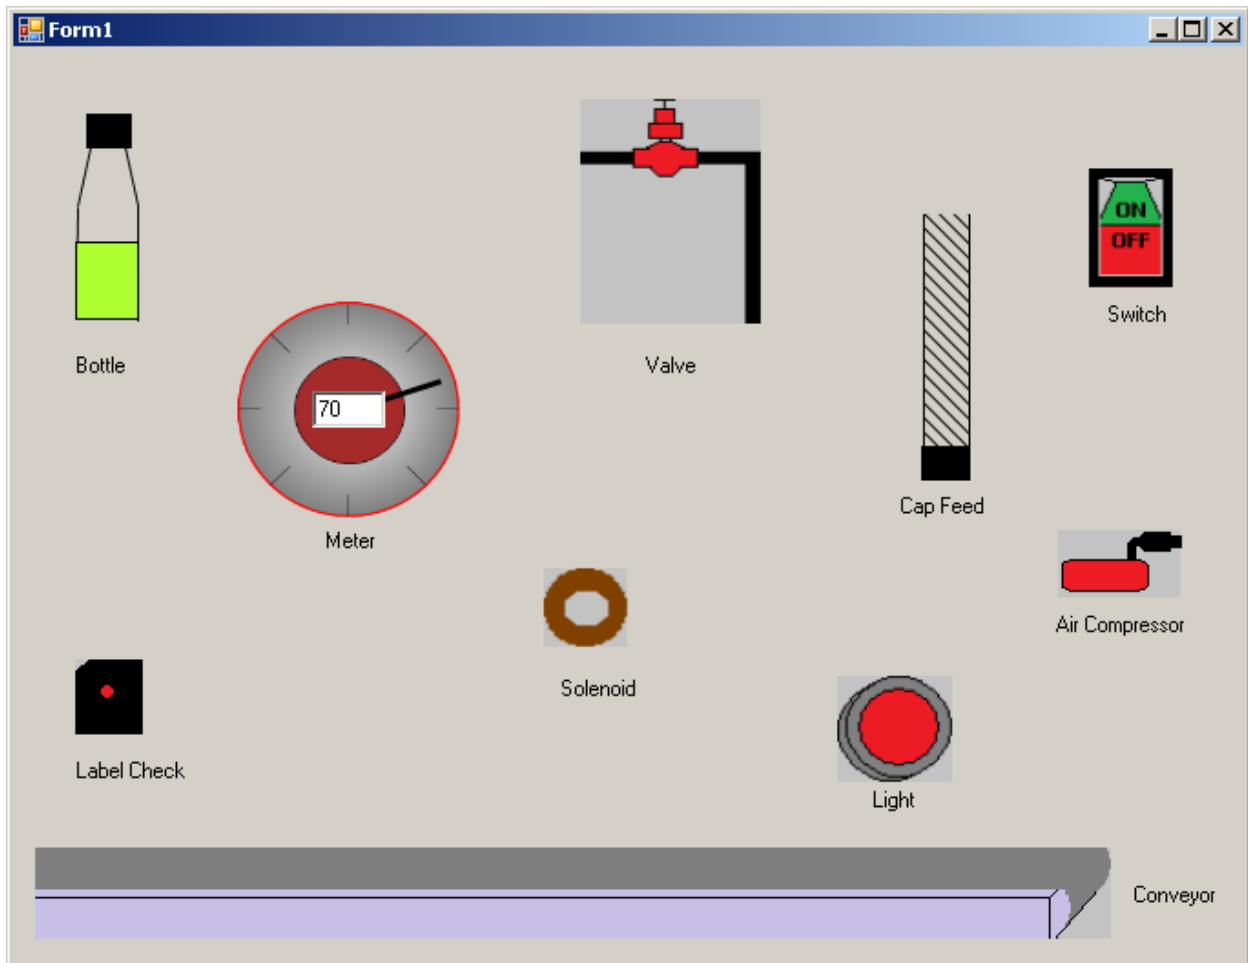 Form1
ON
OFF
Switch
Bottle
Valve
70
Cap Feed
Meter
Air Compressor
Solenoid
Label Check
Light
Conveyor